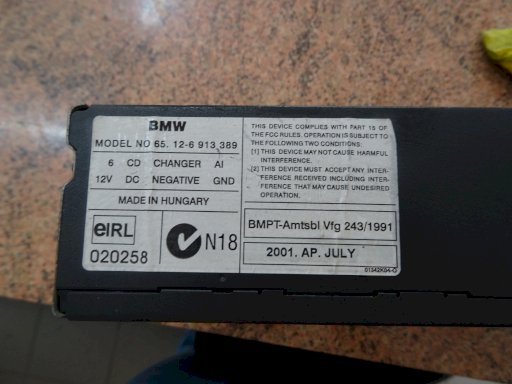 BMW
MODEL NO 65. 12-6 913 389
6 CD CHANGER AI
12V DC NEGATIVE GND
MADE IN HUNGARY
eIRL
020258
N18
THIS DEVICE COMPLIES WITH PART 15 OF
THE FCC RULES. OPERATION IS SUBJECT TO
THE FOLLOWING TWO CONDITIONS:
[1] THIS DEVICE MAY NOT CAUSE HARMFUL
INTERFERENCE.
[2] THIS DEVICE MUST ACCEPT ANY INTER-
FERENCE RECEIVED INCLUDING INTER-
FERENCE THAT MAY CAUSE UNDESIRED
OPERATION.
BMPT-Amtsbl Vfg 243/1991
2001. AP. JULY
01342K04-O